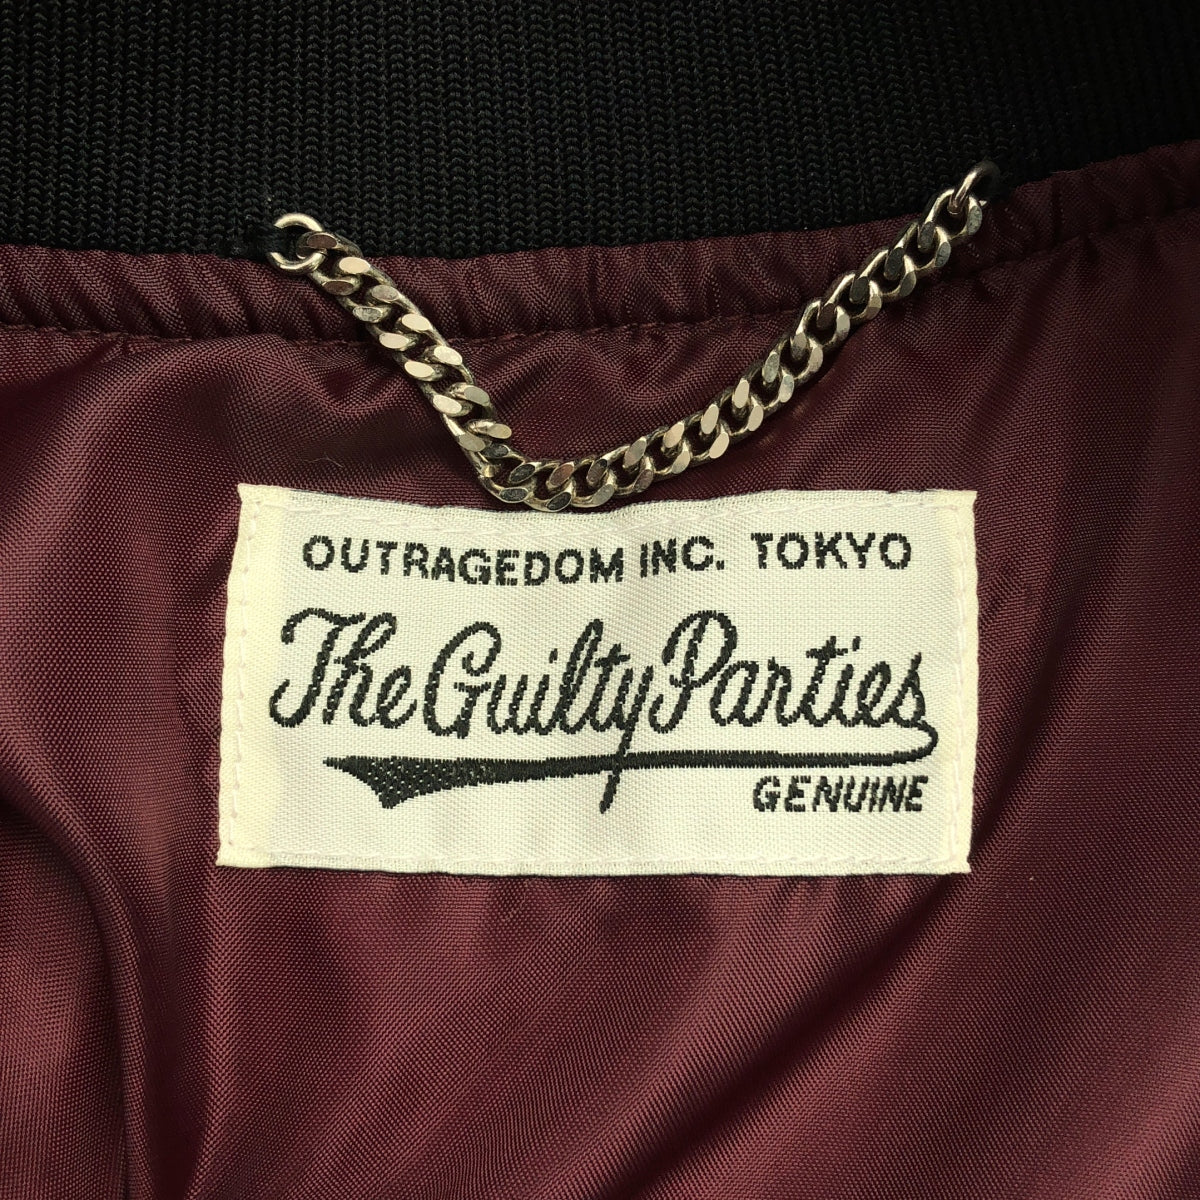 OUTRAGEDOM INC. TOKYO
The Guilty Parties
GENUINE